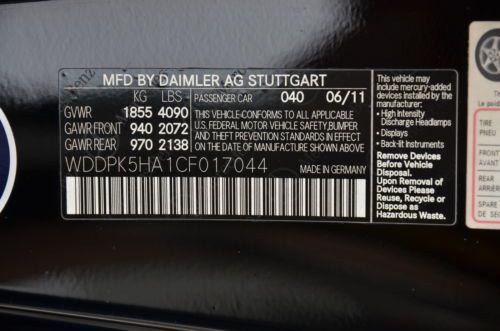 MFD BY DAIMLER AG STUTTGART
KG LBS PASSENGER CAR 040 06/11
GVWR 1855 4090
GAWR FRONT 940 2072
GAWR REAR 970 2138
THIS VEHICLE CONFORMS TO ALL APPLICABLE
U.S. FEDERAL MOTOR VEHICLE SAFETY,BUMPER
AND THEFT PREVENTION STANDARDS IN EFFECT
ON THE DATE OF MANUFACTURE SHOWN ABOVE
WDDPK5HA1CF017044 MADE IN GERMANY
This vehicle may
include mercury-added
devices installed by
the manufacturer:
• High Intensity
Discharge Headlamps
• Displays
• Back-lit Instruments
Remove Devices
Before Vehicle
Disposal.
Upon Removal of
Devices Please
Reuse, Recycle or
Dispose as
Hazardous Waste.
TIRE
PNEU
FRONT
AVANT
REAR
ARRIÈRE
SPARE
DE SEC